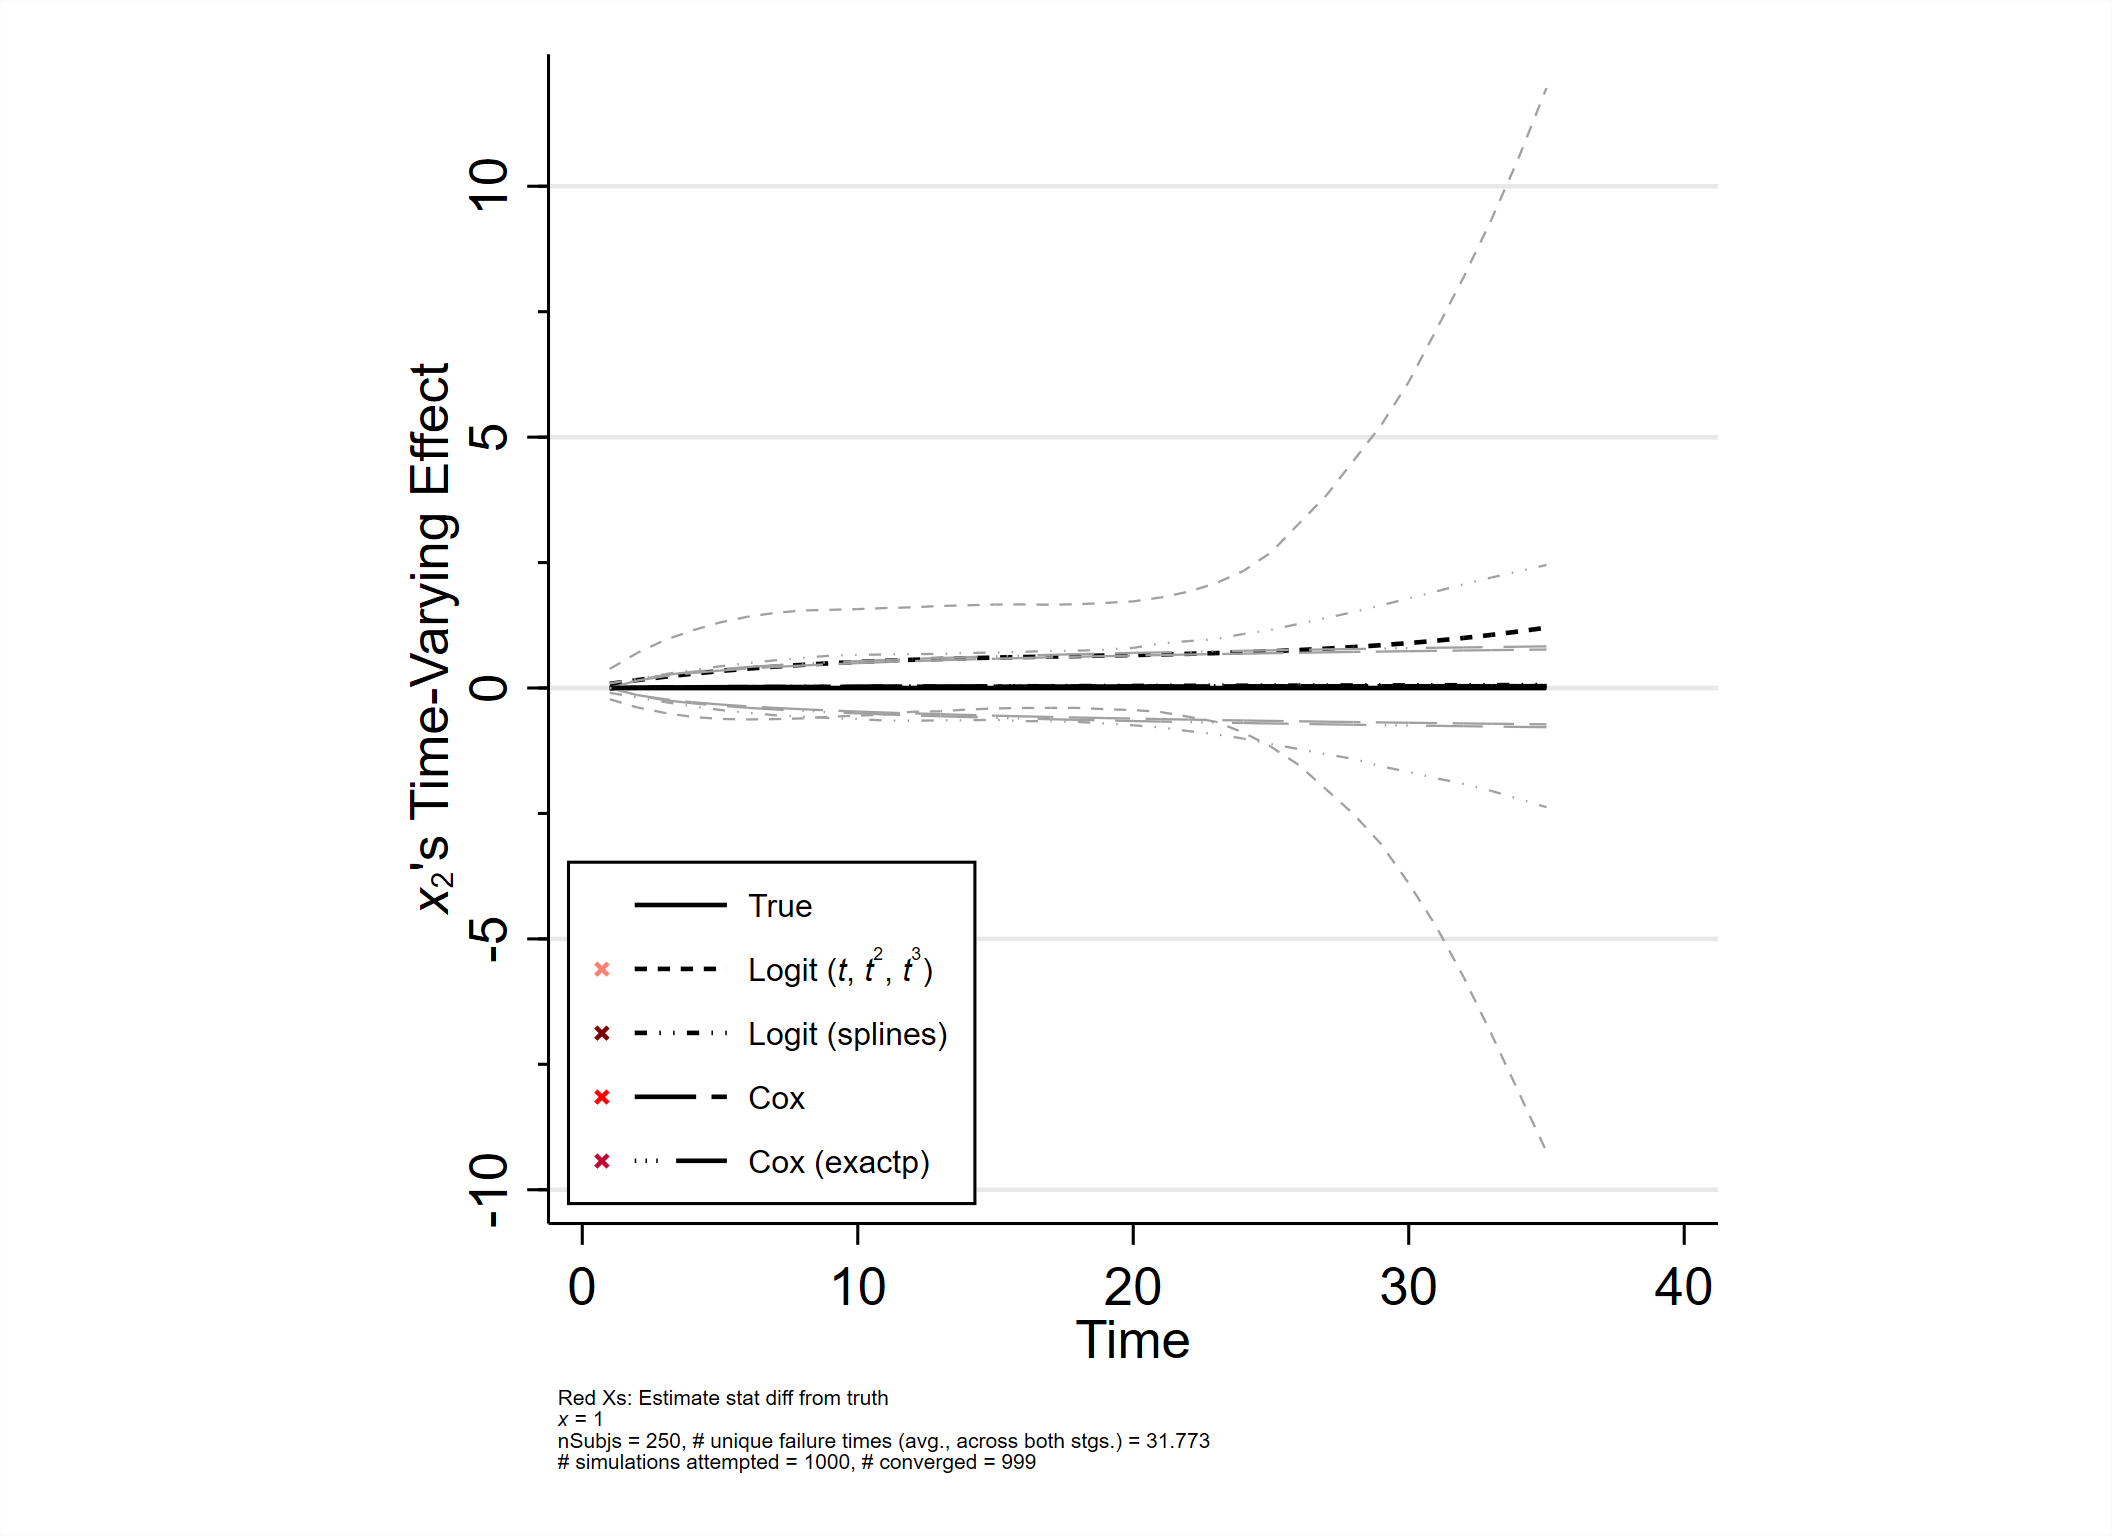 x₂'s Time-Varying Effect
10
5
0
-5
-10
True
Logit (t, t², t³)
Logit (splines)
Cox
Cox (exactp)
0 10 20 30 40
Time
Red Xs: Estimate stat diff from truth
x = 1
nSubjs = 250, # unique failure times (avg., across both stgs.) = 31.773
# simulations attempted = 1000, # converged = 999